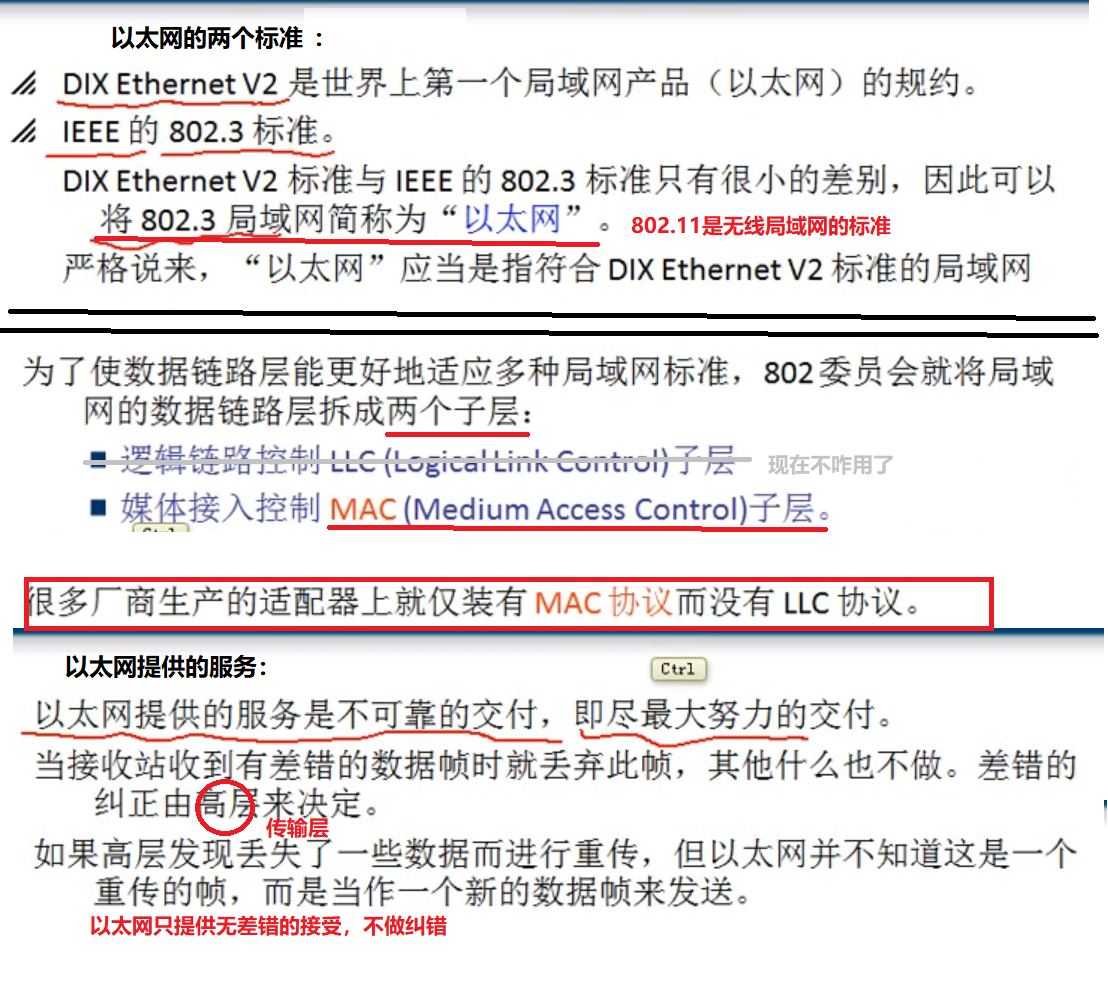 以太网的两个标准 ：
DIX Ethernet V2 是世界上第一个局域网产品（以太网）的规约。
IEEE 的 802.3 标准。
DIX Ethernet V2 标准与 IEEE 的 802.3 标准只有很小的差别，因此可以
将 802.3 局域网简称为“以太网”。 802.11是无线局域网的标准
严格说来，“以太网”应当是指符合 DIX Ethernet V2 标准的局域网
为了使数据链路层能更好地适应多种局域网标准，802 委员会就将局域
网的数据链路层拆成两个子层：
逻辑链路控制 LLC (Logical Link Control)子层 现在不咋用了
媒体接入控制 MAC (Medium Access Control)子层。
Ctrl
很多厂商生产的适配器上就仅装有 MAC 协议而没有 LLC 协议。
以太网提供的服务：
Ctrl
以太网提供的服务是不可靠的交付，即尽最大努力的交付。
当接收站收到有差错的数据帧时就丢弃此帧，其他什么也不做。差错的
纠正由高层来决定。
传输层
如果高层发现丢失了一些数据而进行重传，但以太网并不知道这是一个
重传的帧，而是当作一个新的数据帧来发送。
以太网只提供无差错的接受，不做纠错